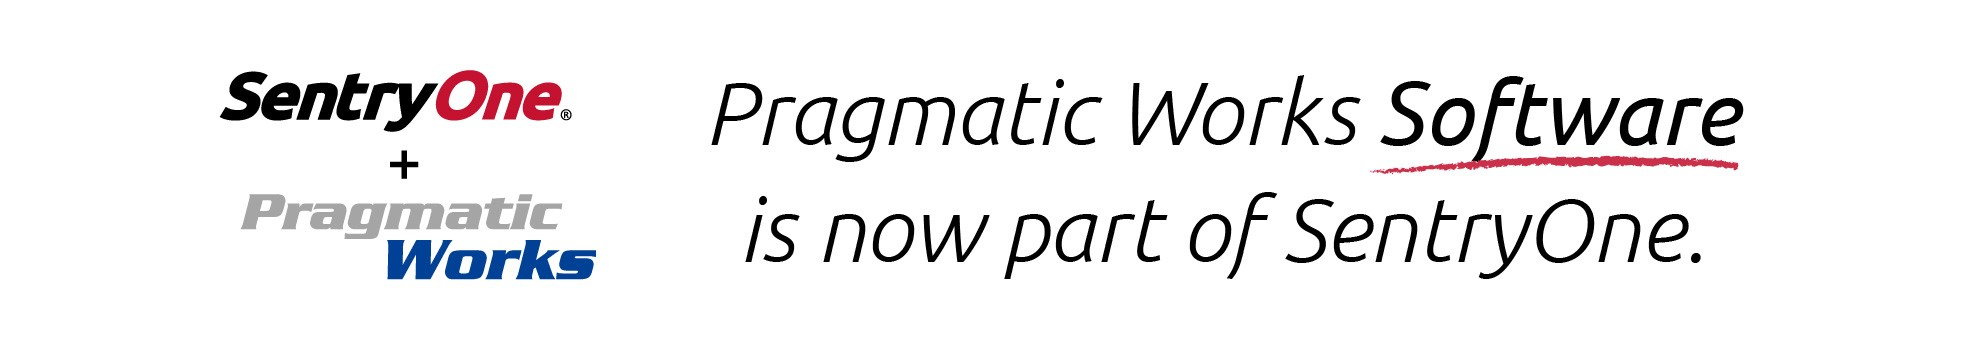 SentryOne®
+
Pragmatic
Works
Pragmatic Works Software
is now part of SentryOne.